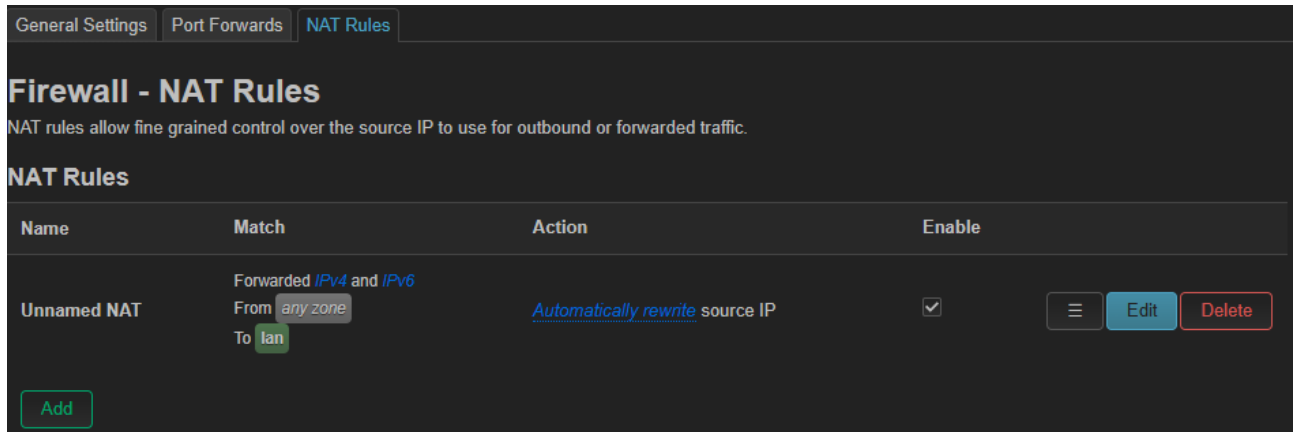 General Settings Port Forwards NAT Rules
Firewall - NAT Rules
NAT rules allow fine grained control over the source IP to use for outbound or forwarded traffic.
NAT Rules
Name Match Action Enable
Forwarded IPv4 and IPv6
Unnamed NAT From any zone Automatically rewrite source IP ☰ Edit Delete
To lan
Add